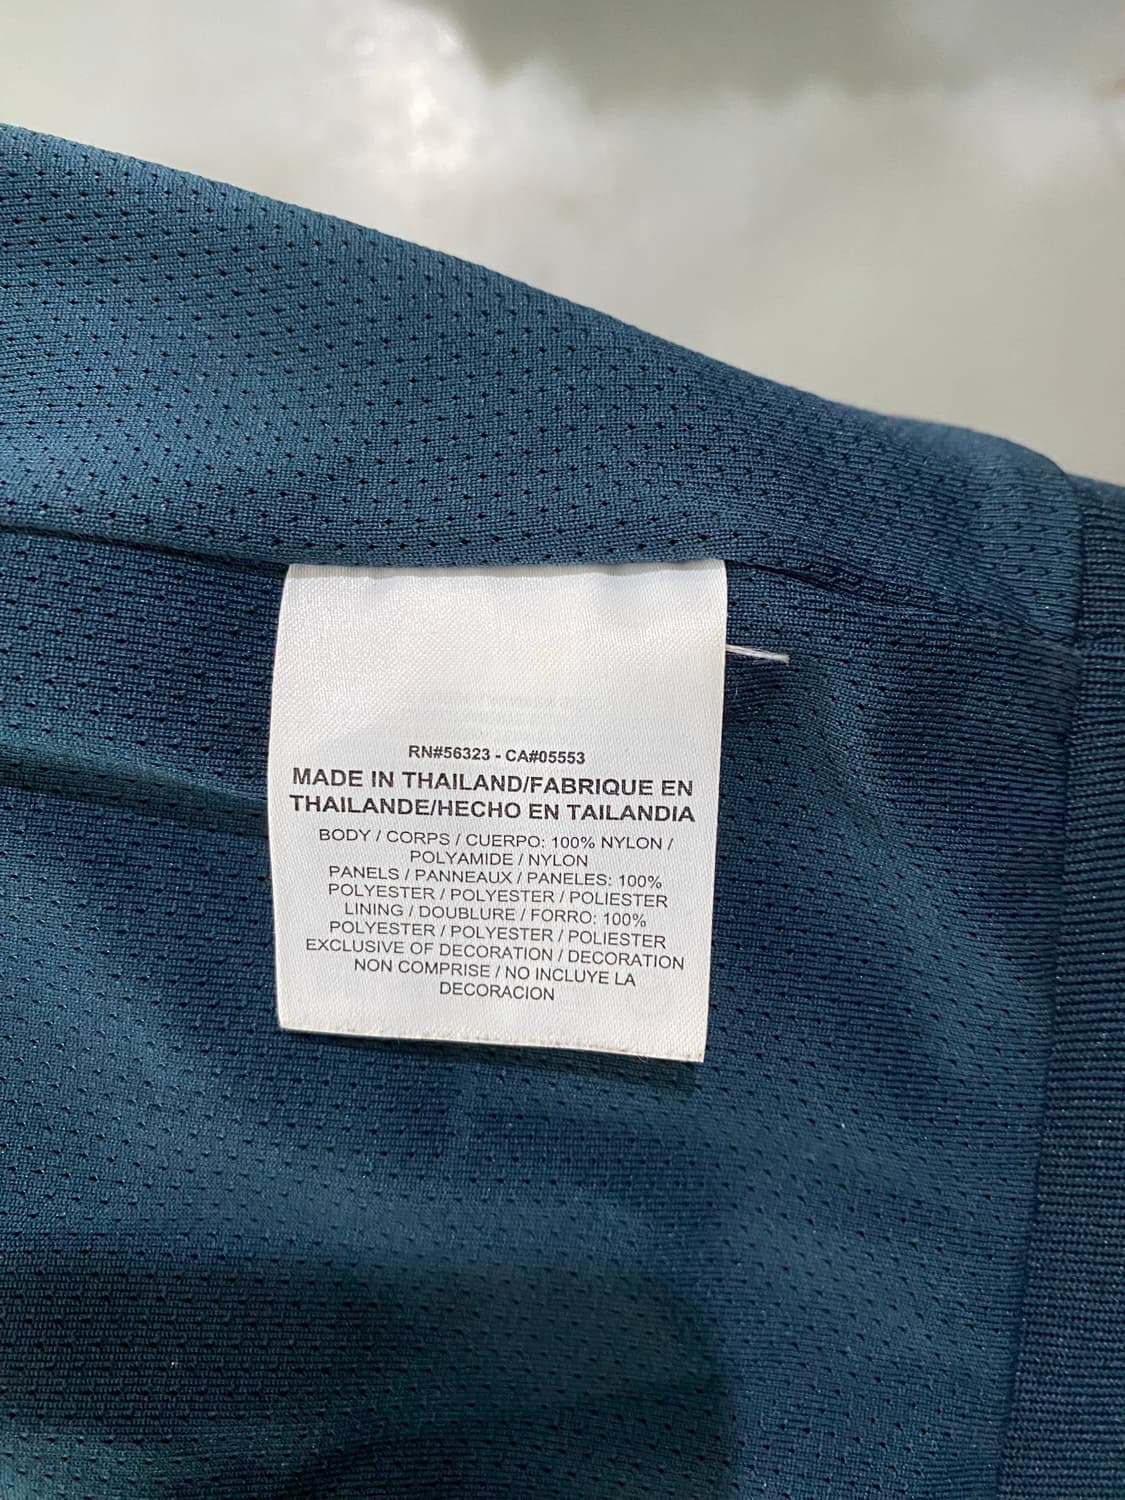 RN#56323 - CA#05553
MADE IN THAILAND/FABRIQUE EN
THAILANDE/HECHO EN TAILANDIA
BODY / CORPS / CUERPO: 100% NYLON /
POLYAMIDE / NYLON
PANELS / PANNEAUX / PANELES: 100%
POLYESTER / POLYESTER / POLIESTER
LINING / DOUBLURE / FORRO: 100%
POLYESTER / POLYESTER / POLIESTER
EXCLUSIVE OF DECORATION / DECORATION
NON COMPRISE / NO INCLUYE LA
DECORACION